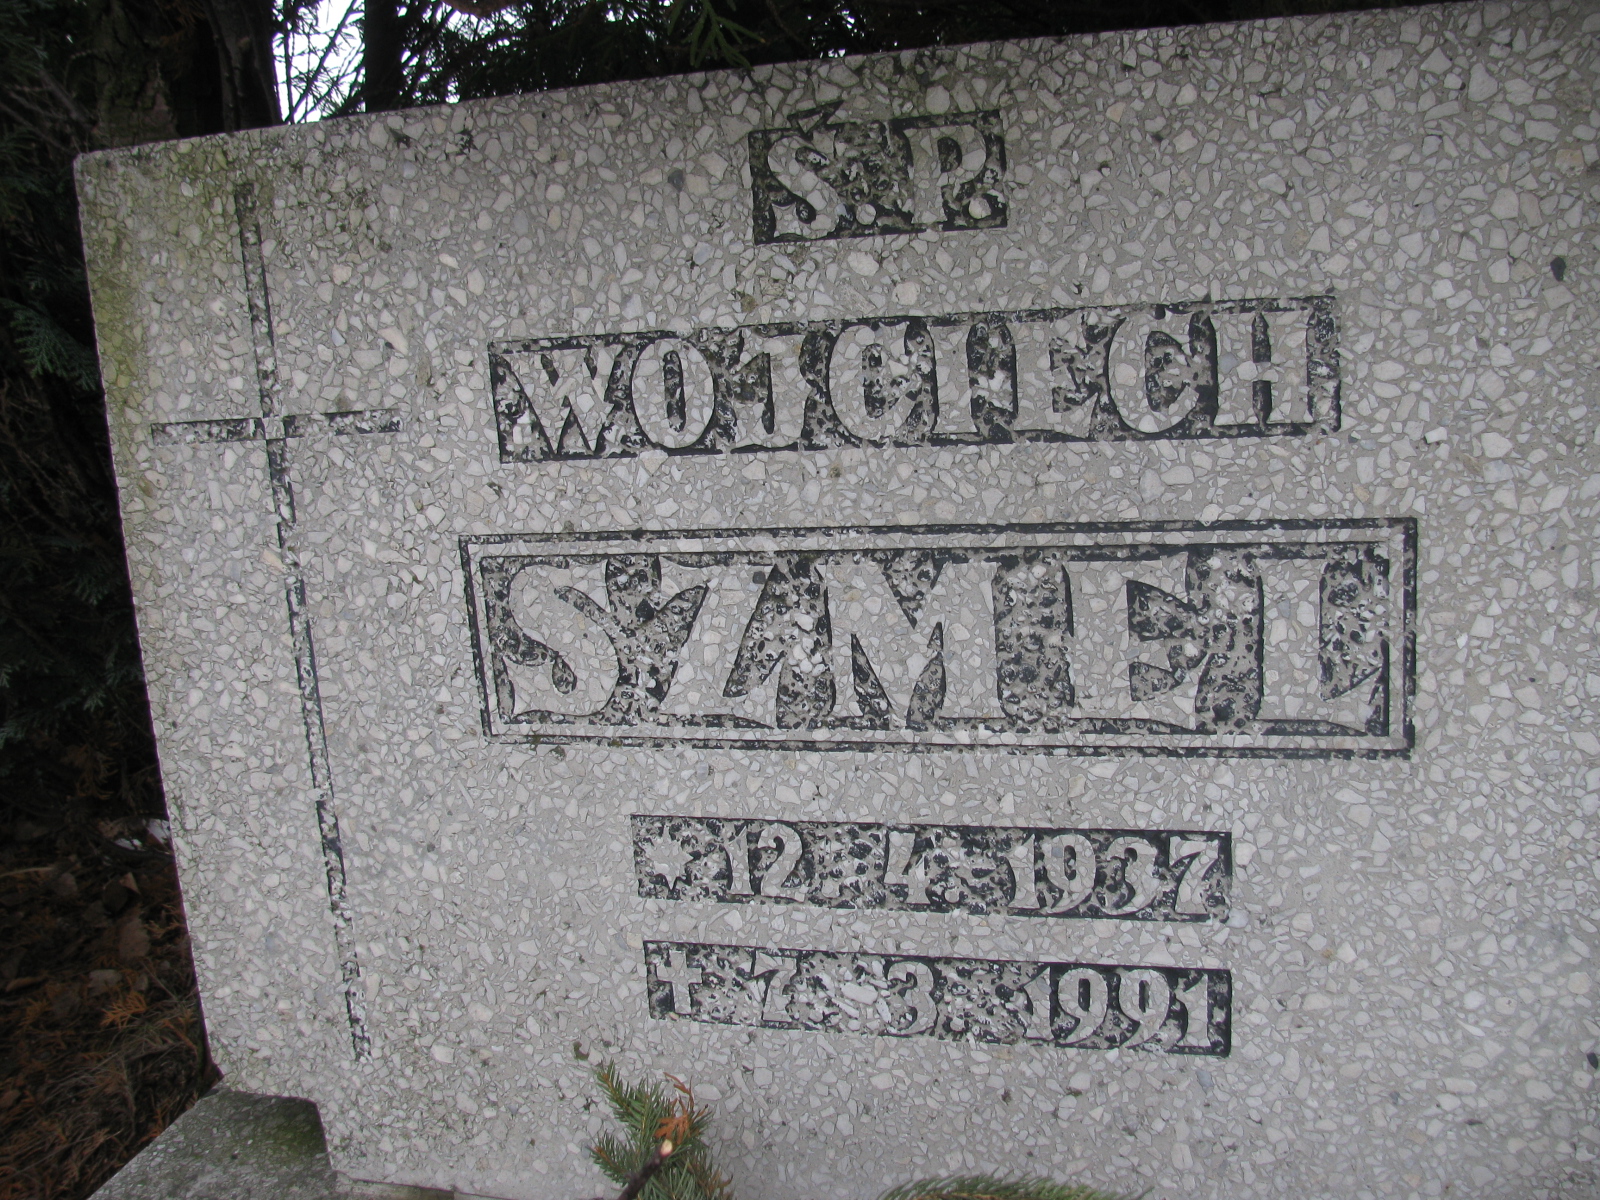 Ś.P.
WOJCIECH
SZMEL
* 12. 4. 1937
† 7. 3. 1991